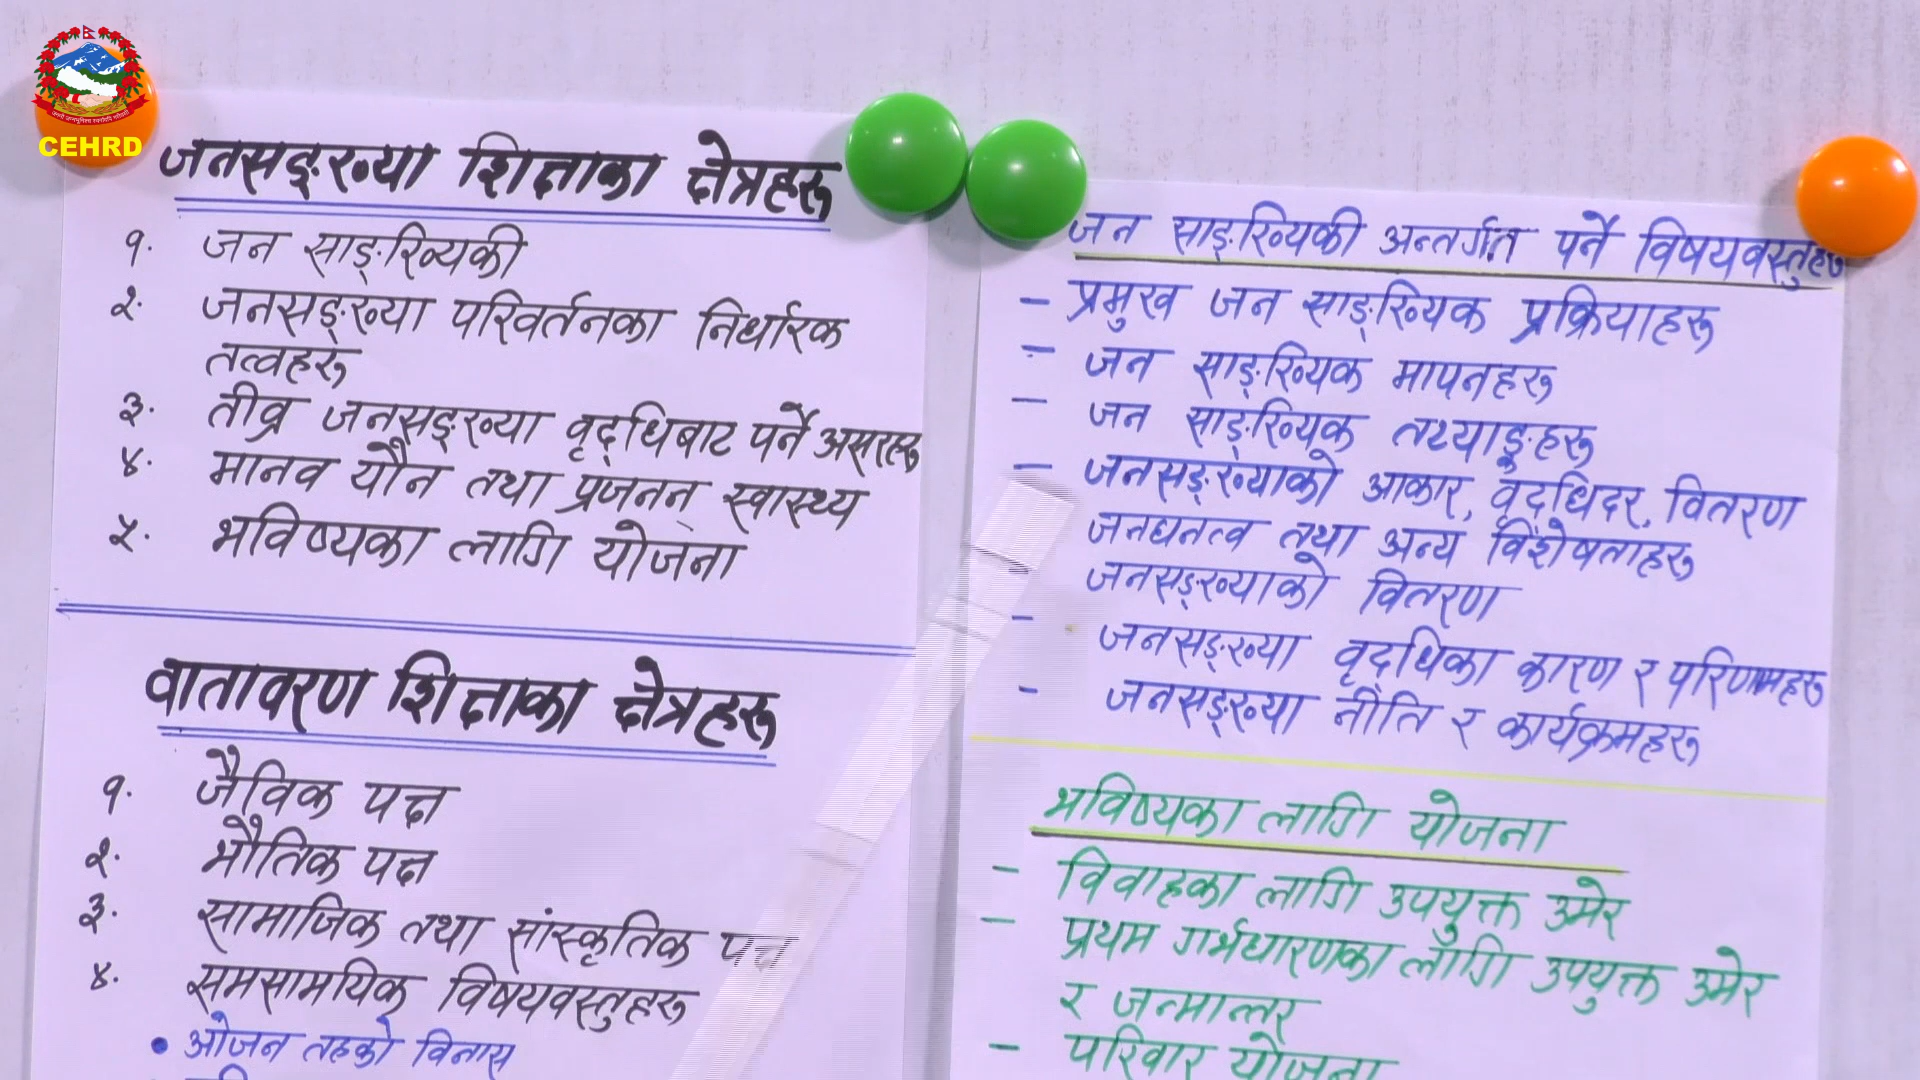 CEHRD
जनसङ्ख्या शिक्षाका क्षेत्रहरू
१. जन साङ्ख्यिकी
२. जनसङ्ख्या परिवर्तनका निर्धारक
तत्वहरू
३. तीव्र जनसङ्ख्या वृद्धिबाट पर्ने असरहरू
४. मानव यौन तथा प्रजनन् स्वास्थ्य
५. भविष्यका लागि योजना
वातावरण शिक्षाका क्षेत्रहरू
१. जैविक पक्ष
२. भौतिक पक्ष
३. सामाजिक तथा सांस्कृतिक पक्ष
४. समसामयिक विषयवस्तुहरू
• ओजन तहको विनास
जन साङ्ख्यिकी अन्तर्गत पर्ने विषयवस्तुहरू
– प्रमुख जन साङ्ख्यिक प्रक्रियाहरू
– जन साङ्ख्यिक मापनहरू
– जन साङ्ख्यिक तथ्याङ्कहरू
– जनसङ्ख्याको आकार, वृद्धिदर, वितरण
जनघनत्व तथा अन्य विशेषताहरू
– जनसङ्ख्याको वितरण
– जनसङ्ख्या वृद्धिका कारण र परिणामहरू
– जनसङ्ख्या नीति र कार्यक्रमहरू
भविष्यका लागि योजना
– विवाहका लागि उपयुक्त उमेर
– प्रथम गर्भधारणका लागि उपयुक्त उमेर
र जन्मान्तर
– परिवार योजना